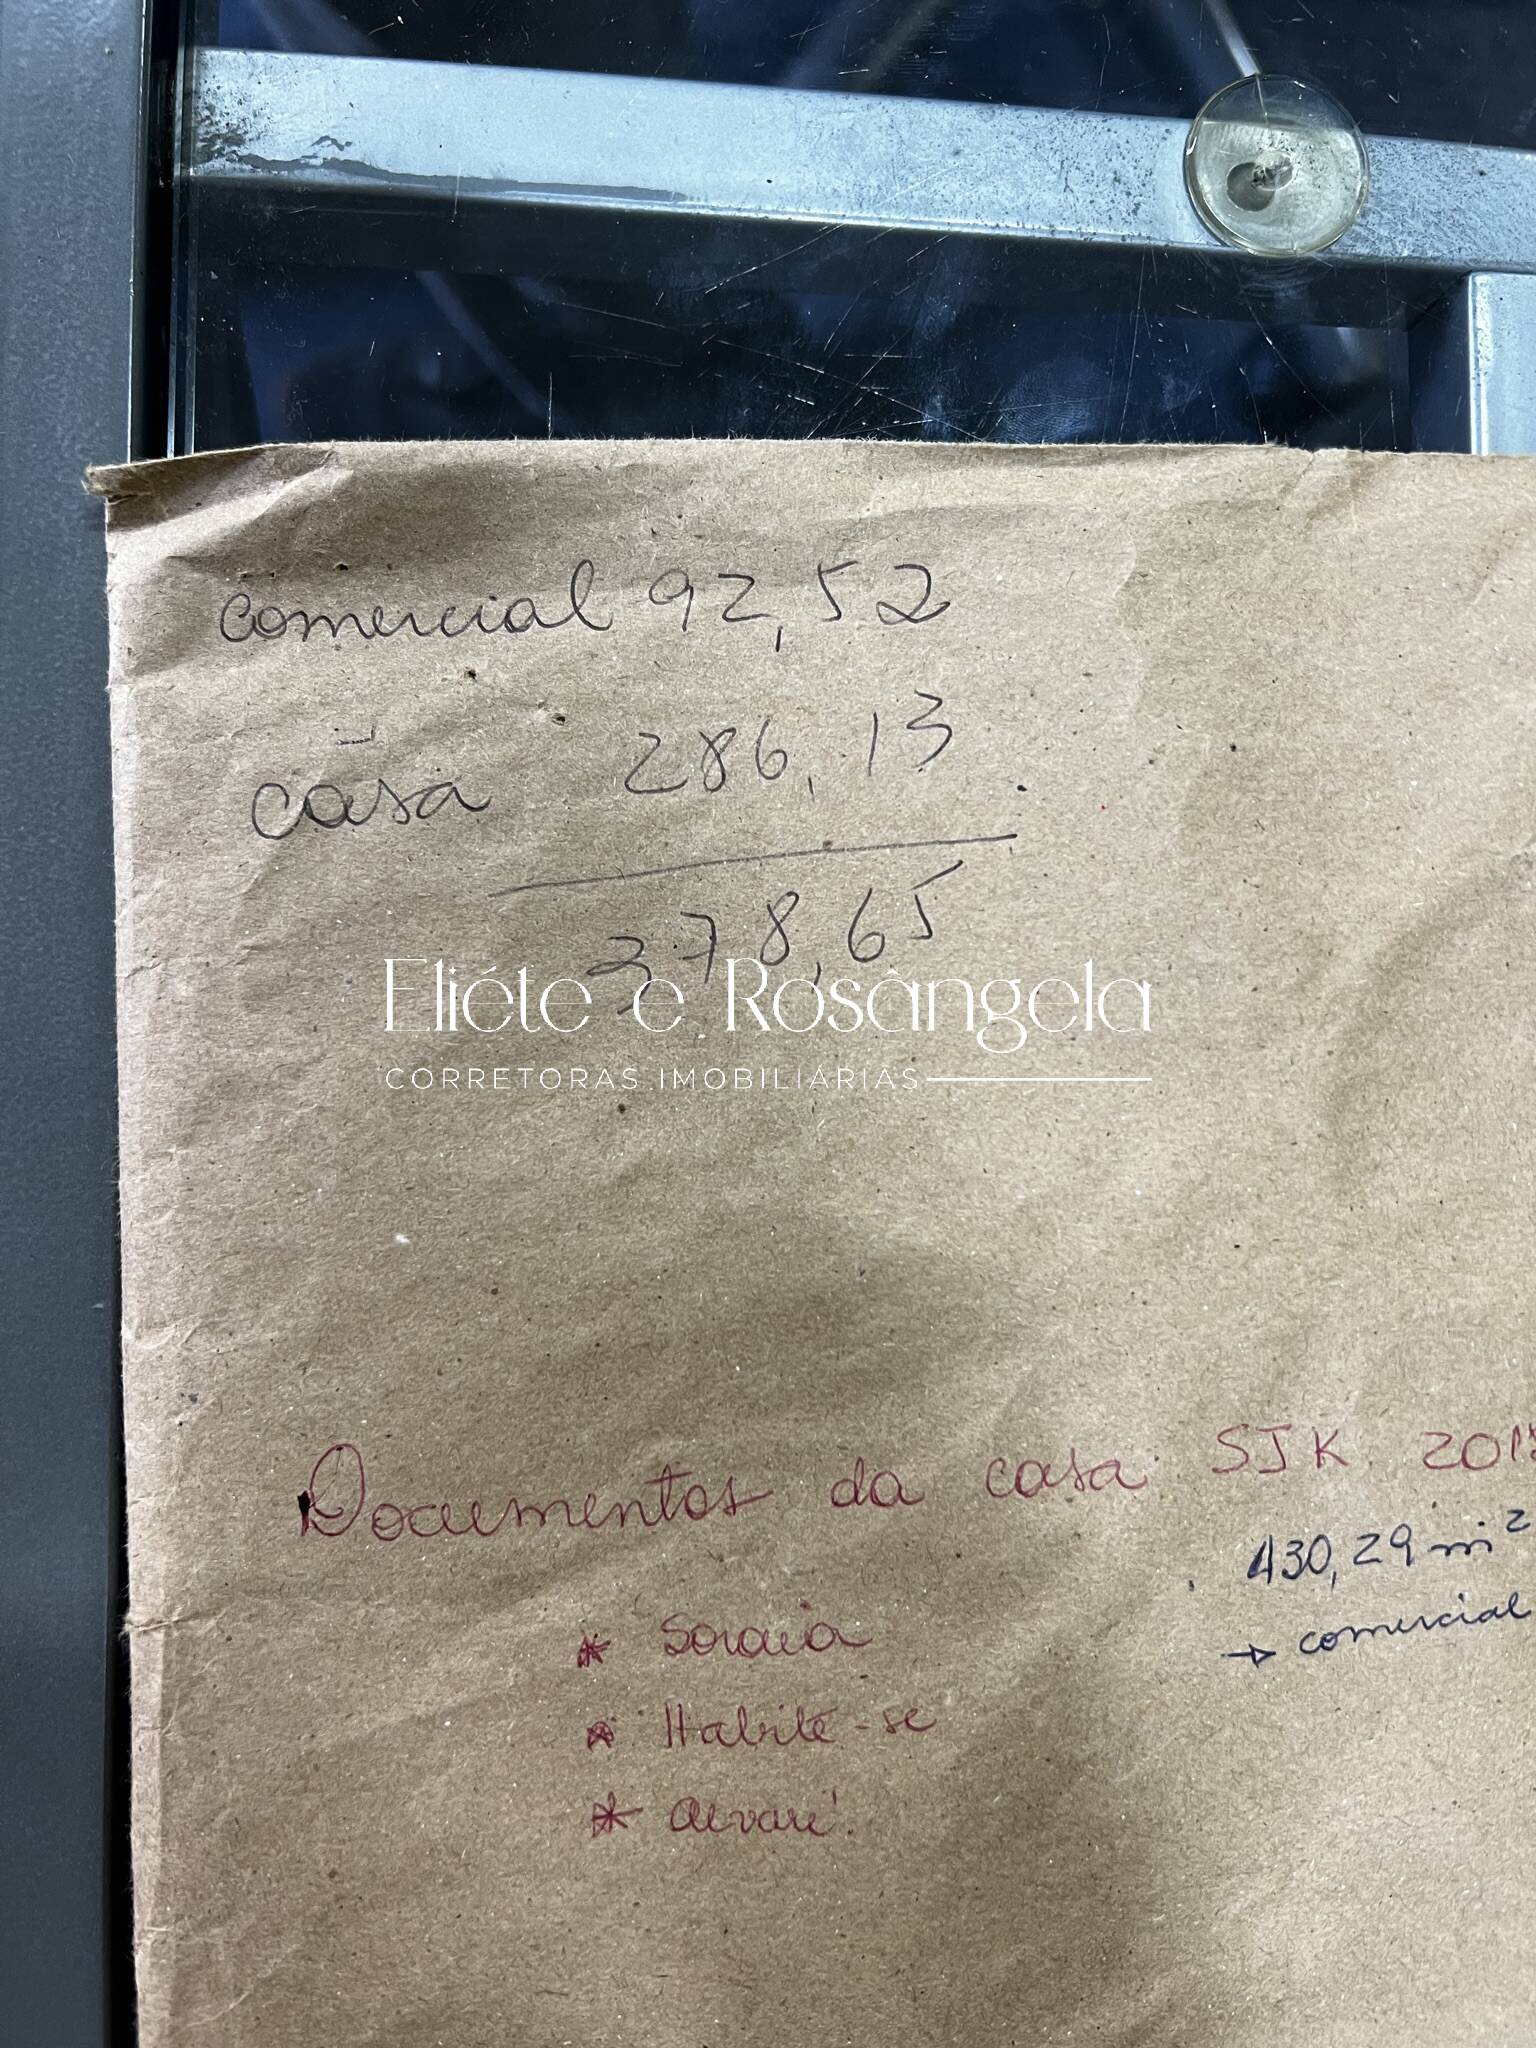 comercial 92,52
casa 286,13
378,65
Eliéte e Rosângela
CORRETORAS IMOBILIÁRIAS
Documentos da casa SJK 201
430,29 m²
→ comercial
* Soraia
* Habite-se
* Alvará